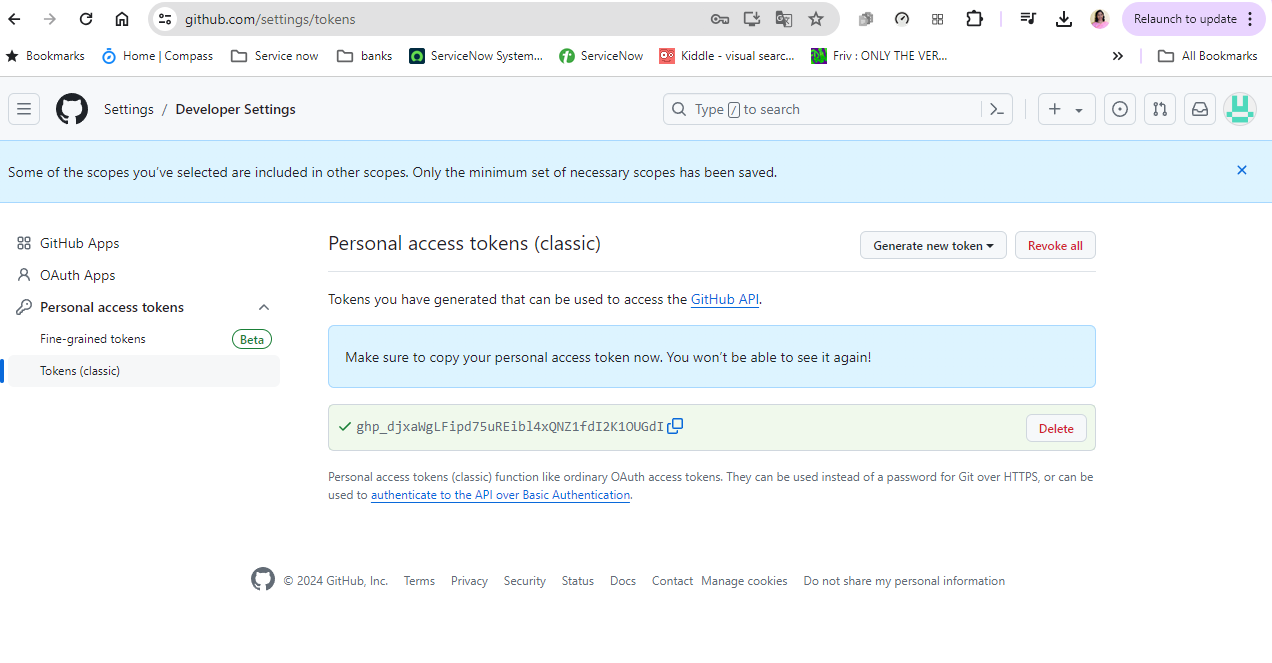 github.com/settings/tokens
Relaunch to update
Bookmarks Home | Compass Service now banks ServiceNow System... ServiceNow Kiddle - visual searc... Friv : ONLY THE VER... » All Bookmarks
Settings / Developer Settings
Type / to search
Some of the scopes you've selected are included in other scopes. Only the minimum set of necessary scopes has been saved.
GitHub Apps
OAuth Apps
Personal access tokens
Fine-grained tokens Beta
Tokens (classic)
Personal access tokens (classic)
Generate new token
Revoke all
Tokens you have generated that can be used to access the GitHub API.
Make sure to copy your personal access token now. You won't be able to see it again!
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
Delete
Personal access tokens (classic) function like ordinary OAuth access tokens. They can be used instead of a password for Git over HTTPS, or can be
used to authenticate to the API over Basic Authentication.
© 2024 GitHub, Inc. Terms Privacy Security Status Docs Contact Manage cookies Do not share my personal information